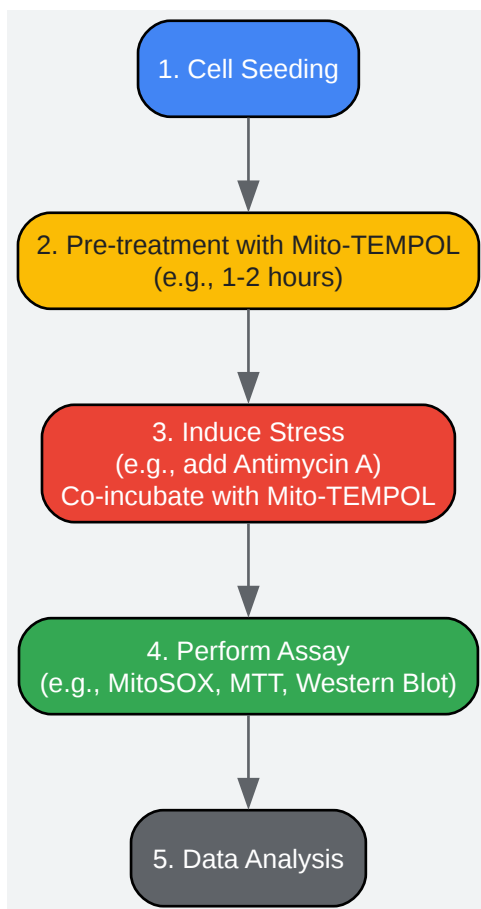 1. Cell Seeding
2. Pre-treatment with Mito-TEMPOL
(e.g., 1-2 hours)
3. Induce Stress
(e.g., add Antimycin A)
Co-incubate with Mito-TEMPOL
4. Perform Assay
(e.g., MitoSOX, MTT, Western Blot)
5. Data Analysis